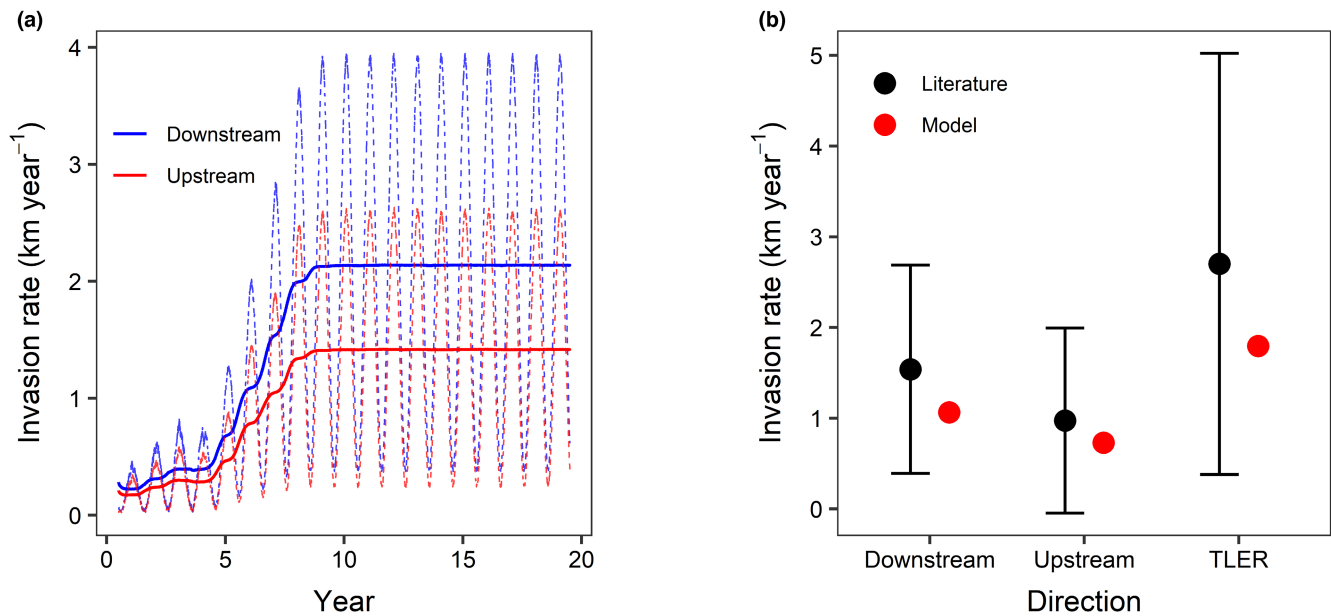 (a)
Invasion rate (km year⁻¹)
4
3
2
1
0
Downstream
Upstream
0 5 10 15 20
Year
(b)
Invasion rate (km year⁻¹)
5
4
3
2
1
0
Literature
Model
Downstream Upstream TLER
Direction